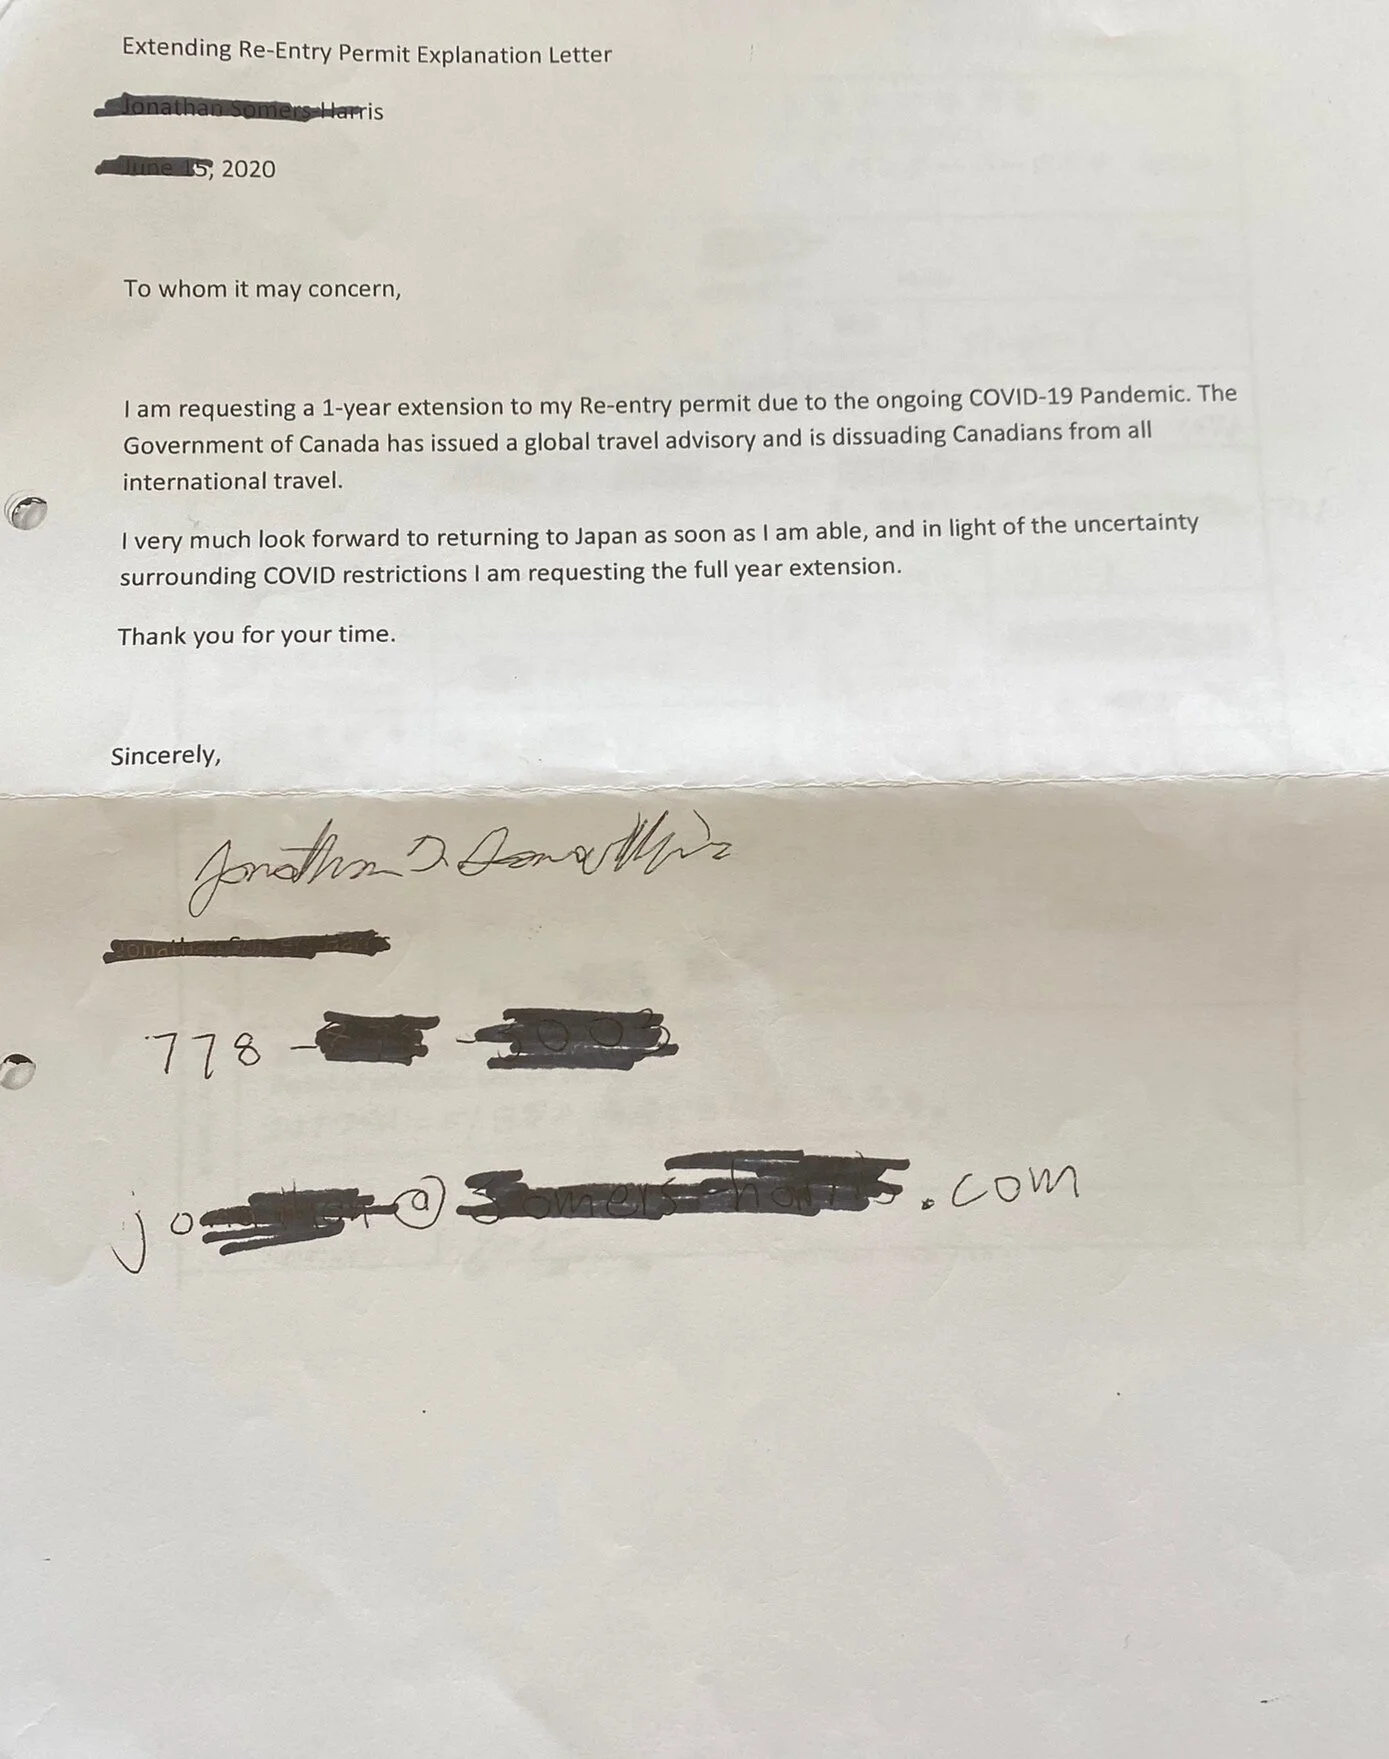 Extending Re-Entry Permit Explanation Letter
, 2020
To whom it may concern,
I am requesting a 1-year extension to my Re-entry permit due to the ongoing COVID-19 Pandemic. The
Government of Canada has issued a global travel advisory and is dissuading Canadians from all
international travel.
I very much look forward to returning to Japan as soon as I am able, and in light of the uncertainty
surrounding COVID restrictions I am requesting the full year extension.
Thank you for your time.
Sincerely,
778 - -
jo @ .com